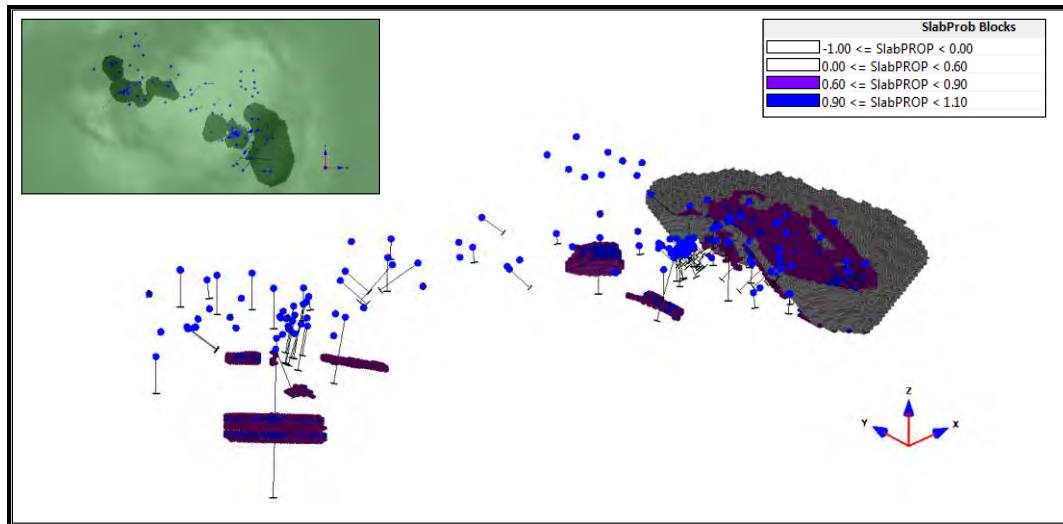 SlabProb Blocks
-1.00 <= SlabPROP < 0.00
0.00 <= SlabPROP < 0.60
0.60 <= SlabPROP < 0.90
0.90 <= SlabPROP < 1.10
Z
Y
X